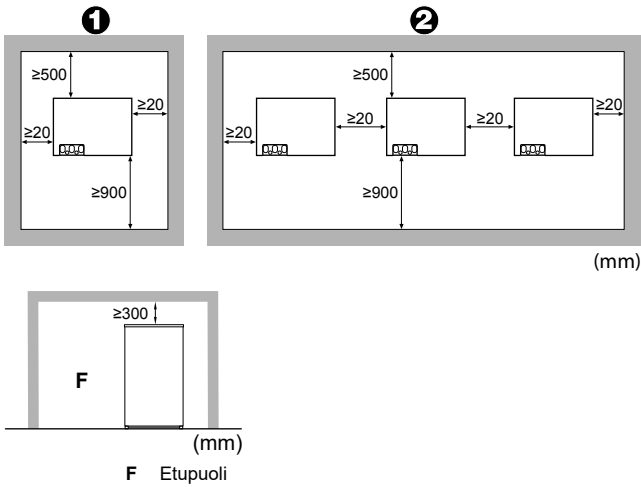 1 2
≥500 ≥500
≥20 ≥20 ≥20 ≥20
≥20 ≥20
≥900 ≥900
(mm)
≥300
F
(mm)
F Etupuoli